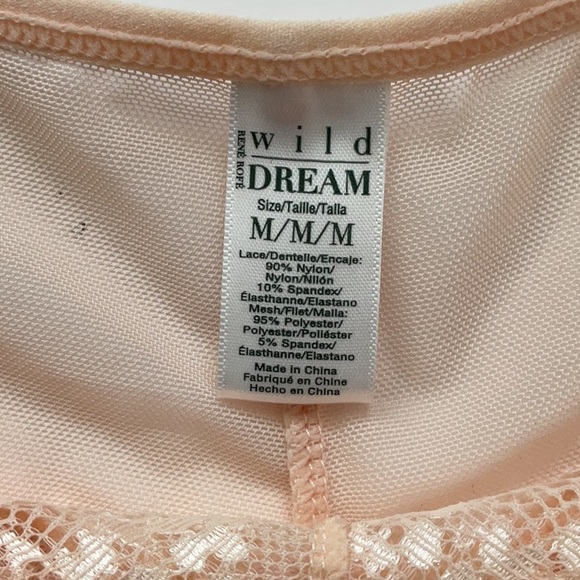 RENÉ ROFÉ
wild
DREAM
Size/Taille/Talla
M/M/M
Lace/Dentelle/Encaje:
90% Nylon/
Nylon/Nilón
10% Spandex/
Élasthanne/Elastano
Mesh/Filet/Malla:
95% Polyester/
Polyester/Poliéster
5% Spandex/
Élasthanne/Elastano
Made in China
Fabriqué en Chine
Hecho en China